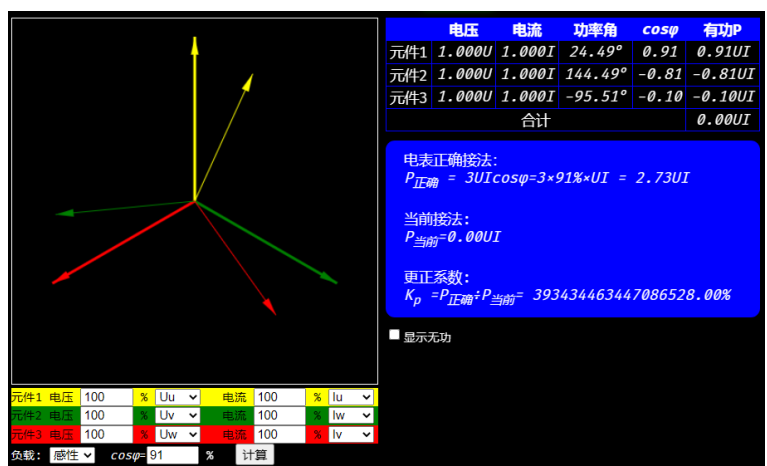 电压 电流 功率角 cosφ 有功P
元件1 1.000U 1.000I 24.49° 0.91 0.91UI
元件2 1.000U 1.000I 144.49° -0.81 -0.81UI
元件3 1.000U 1.000I -95.51° -0.10 -0.10UI
合计 0.00UI
电表正确接法:
P正确 = 3UIcosφ=3×91%×UI = 2.73UI
当前接法:
P当前=0.00UI
更正系数:
Kp =P正确÷P当前= 393434463447086528.00%
显示无功
元件1 电压 100 % Uu 电流 100 % Iu
元件2 电压 100 % Uv 电流 100 % Iw
元件3 电压 100 % Uw 电流 100 % Iv
负载: 感性 cosφ=91 % 计算